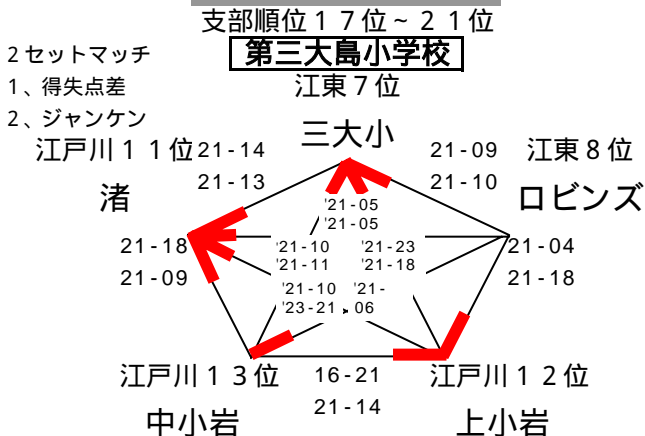 支部順位１７位～２１位
２セットマッチ
第三大島小学校
１、得失点差
江東７位
２、ジャンケン
三大小
江戸川１１位
21-14
21-09
江東８位
渚
21-13
21-10
ロビンズ
'21-05
'21-05
21-18
'21-10
'21-23
21-04
21-09
'21-11
'21-18
21-18
'21-10
'21-
'23-21
06
江戸川１３位
16-21
江戸川１２位
中小岩
21-14
上小岩